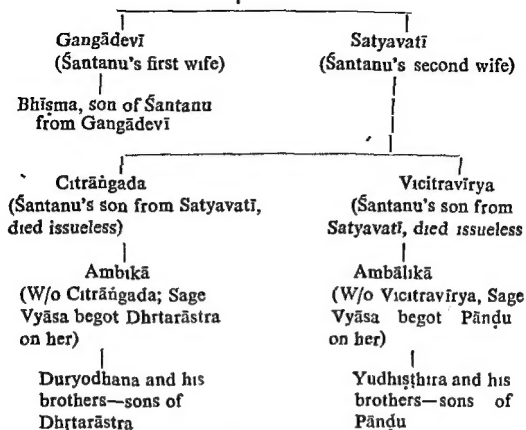 Gangādevī
(Śantanu's first wife)
Satyavatī
(Śantanu's second wife)
Bhīṣma, son of Śantanu
from Gangādevī
Citrāṅgada
(Śantanu's son from Satyavatī,
died issueless)
Vicitravīrya
(Śantanu's son from
Satyavatī, died issueless
Ambikā
(W/o Citrāṅgada; Sage
Vyāsa begot Dhrtarāstra
on her)
Ambālikā
(W/o Vicitravīrya, Sage
Vyāsa begot Pāṇḍu
on her)
Duryodhana and his
brothers—sons of
Dhṛtarāstra
Yudhiṣṭhira and his
brothers—sons of
Pāṇḍu